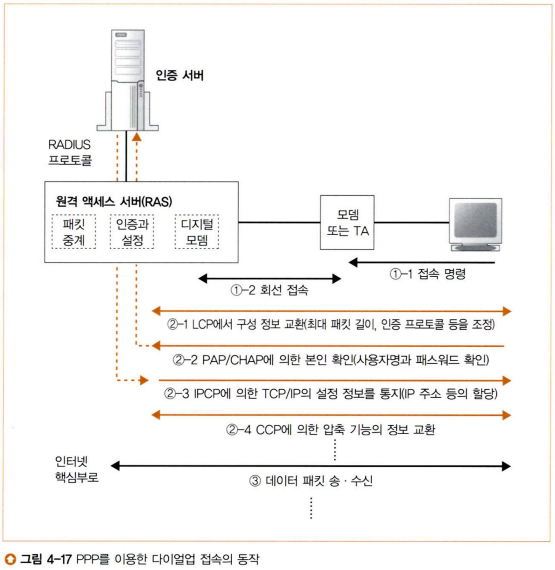 인증 서버
RADIUS
프로토콜
원격 액세스 서버(RAS)
패킷
중계
인증과
설정
디지털
모뎀
모뎀
또는 TA
①-1 접속 명령
①-2 회선 접속
②-1 LCP에서 구성 정보 교환(최대 패킷 길이, 인증 프로토콜 등을 조정)
②-2 PAP/CHAP에 의한 본인 확인(사용자명과 패스워드 확인)
②-3 IPCP에 의한 TCP/IP의 설정 정보를 통지(IP 주소 등의 할당)
②-4 CCP에 의한 압축 기능의 정보 교환
인터넷
핵심부로
③ 데이터 패킷 송 · 수신
그림 4-17 PPP를 이용한 다이얼업 접속의 동작